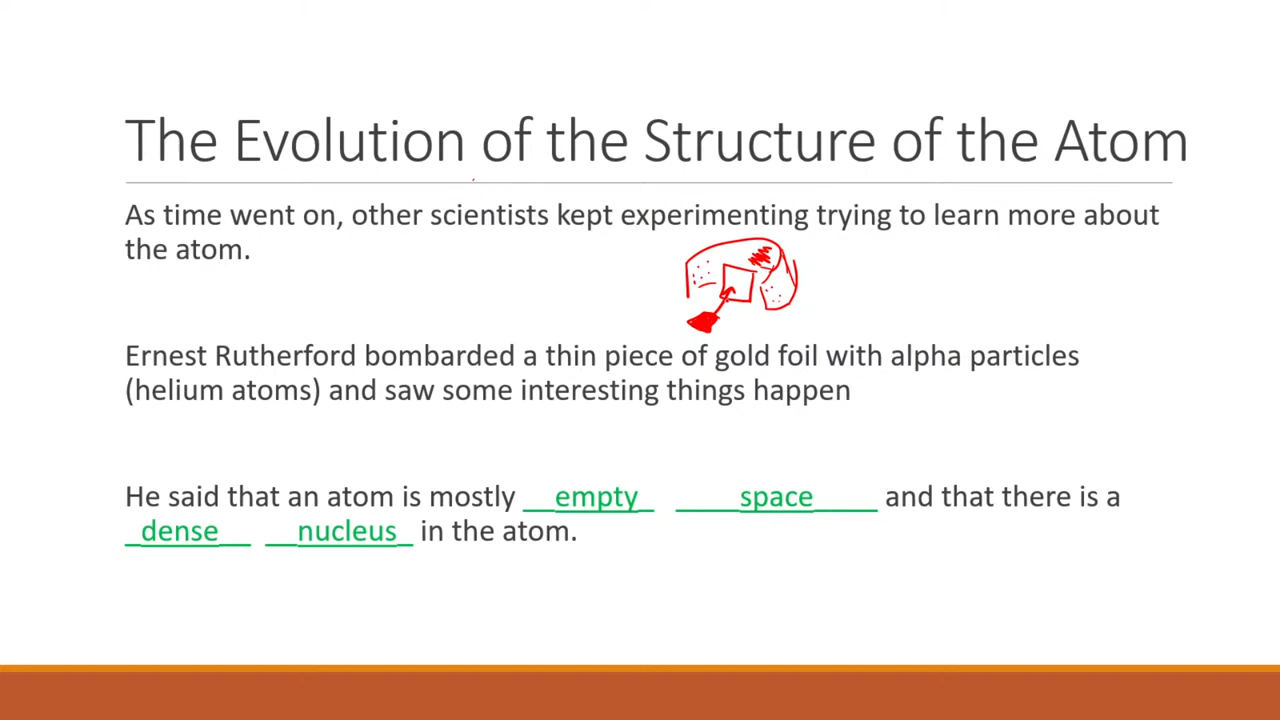 The Evolution of the Structure of the Atom
As time went on, other scientists kept experimenting trying to learn more about
the atom.
Ernest Rutherford bombarded a thin piece of gold foil with alpha particles
(helium atoms) and saw some interesting things happen
He said that an atom is mostly __empty_ ____space____ and that there is a
_dense__ __nucleus_ in the atom.